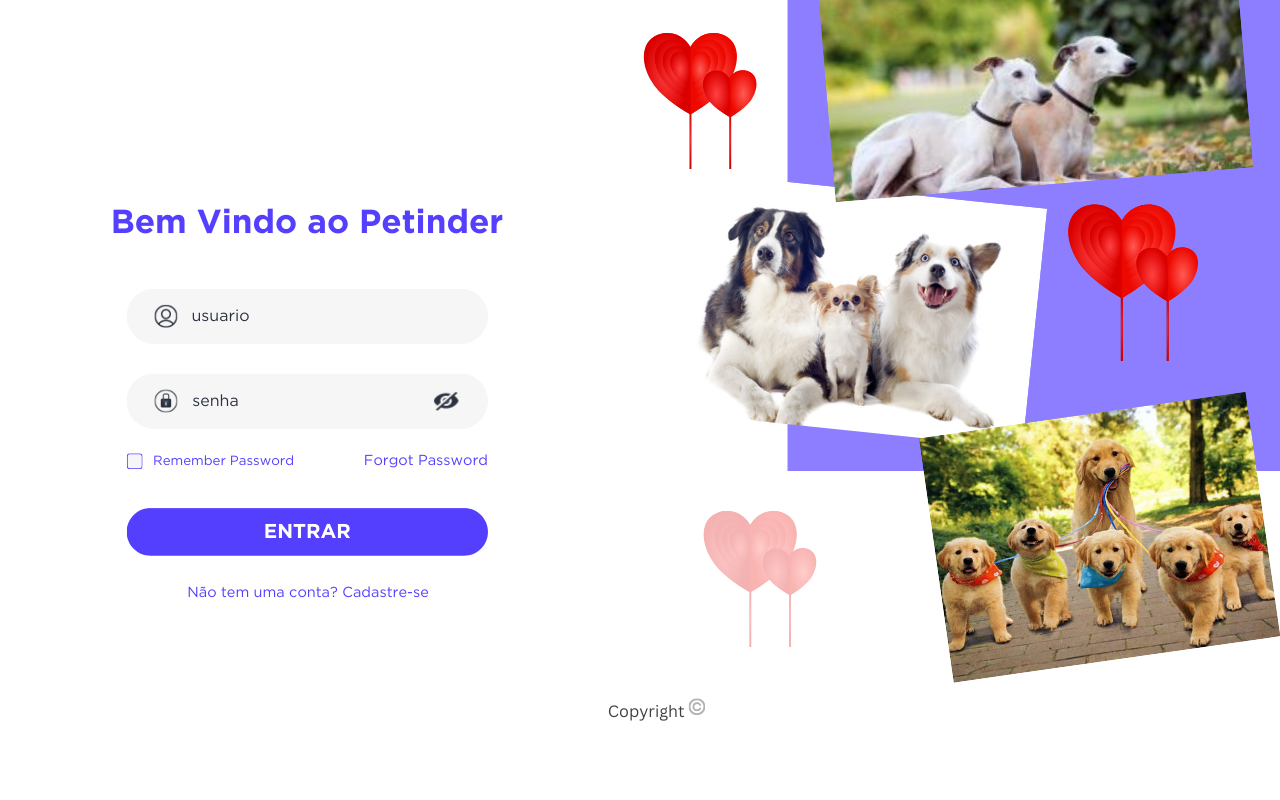 Bem Vindo ao Petinder
usuario
senha
Remember Password
Forgot Password
ENTRAR
Não tem uma conta? Cadastre-se
Copyright ©